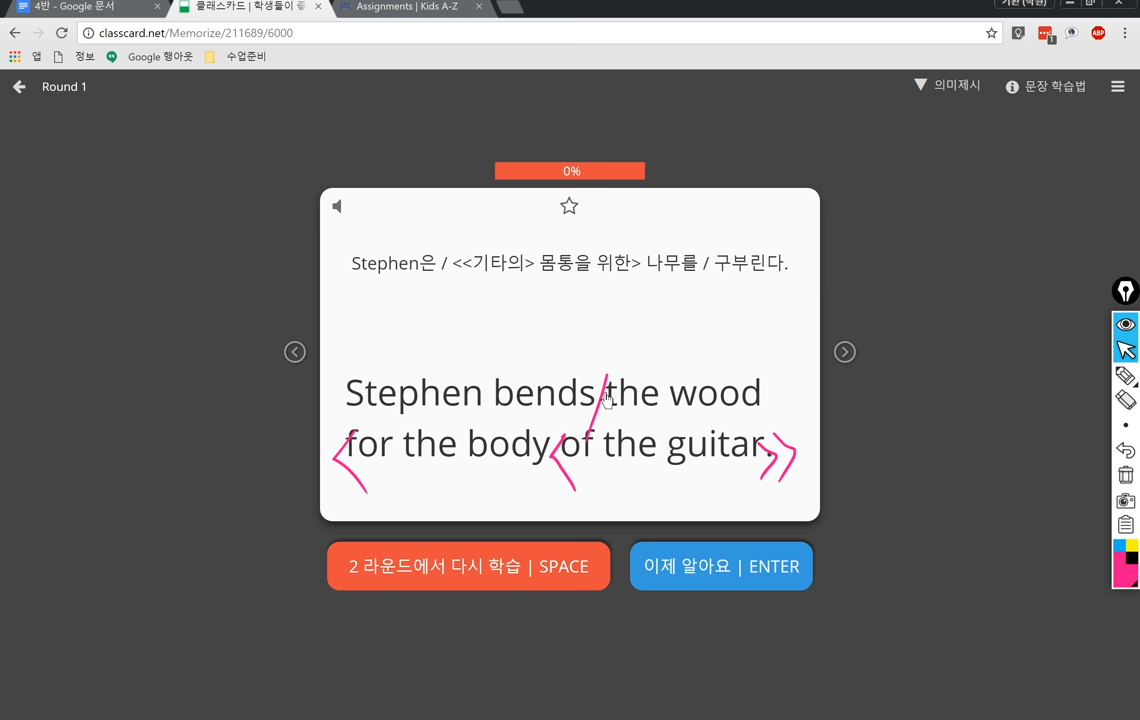 4반 - Google 문서
클래스카드 | 학생들이 좋
Assignments | Kids A-Z
classcard.net/Memorize/211689/6000
ABP
1
앱
정보
Google 행아웃
수업준비
Round 1
▼ 의미제시
문장 학습법
0%
Stephen은 / <<기타의> 몸통을 위한> 나무를 / 구부린다.
Stephen bends / the wood
<for the body <of the guitar.>>
2 라운드에서 다시 학습 | SPACE
이제 알아요 | ENTER